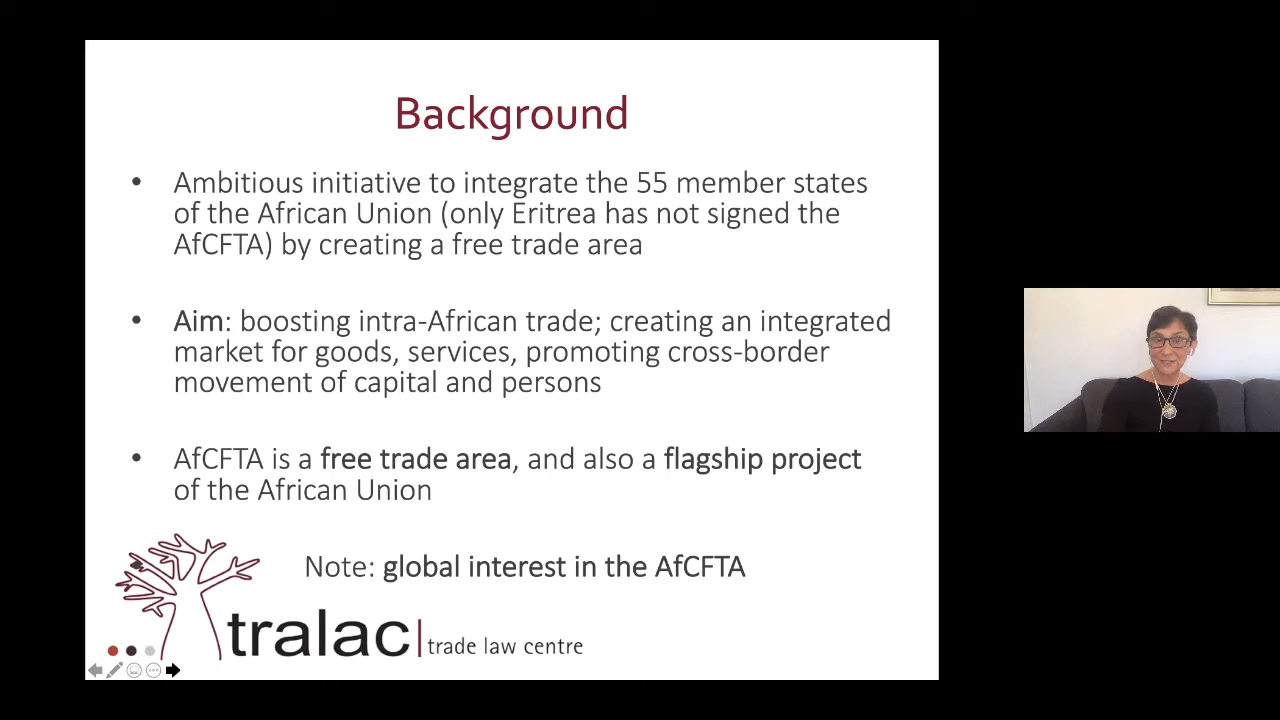 Background
• Ambitious initiative to integrate the 55 member states
of the African Union (only Eritrea has not signed the
AfCFTA) by creating a free trade area
• Aim: boosting intra-African trade; creating an integrated
market for goods, services, promoting cross-border
movement of capital and persons
• AfCFTA is a free trade area, and also a flagship project
of the African Union
Note: global interest in the AfCFTA
tralac | trade law centre